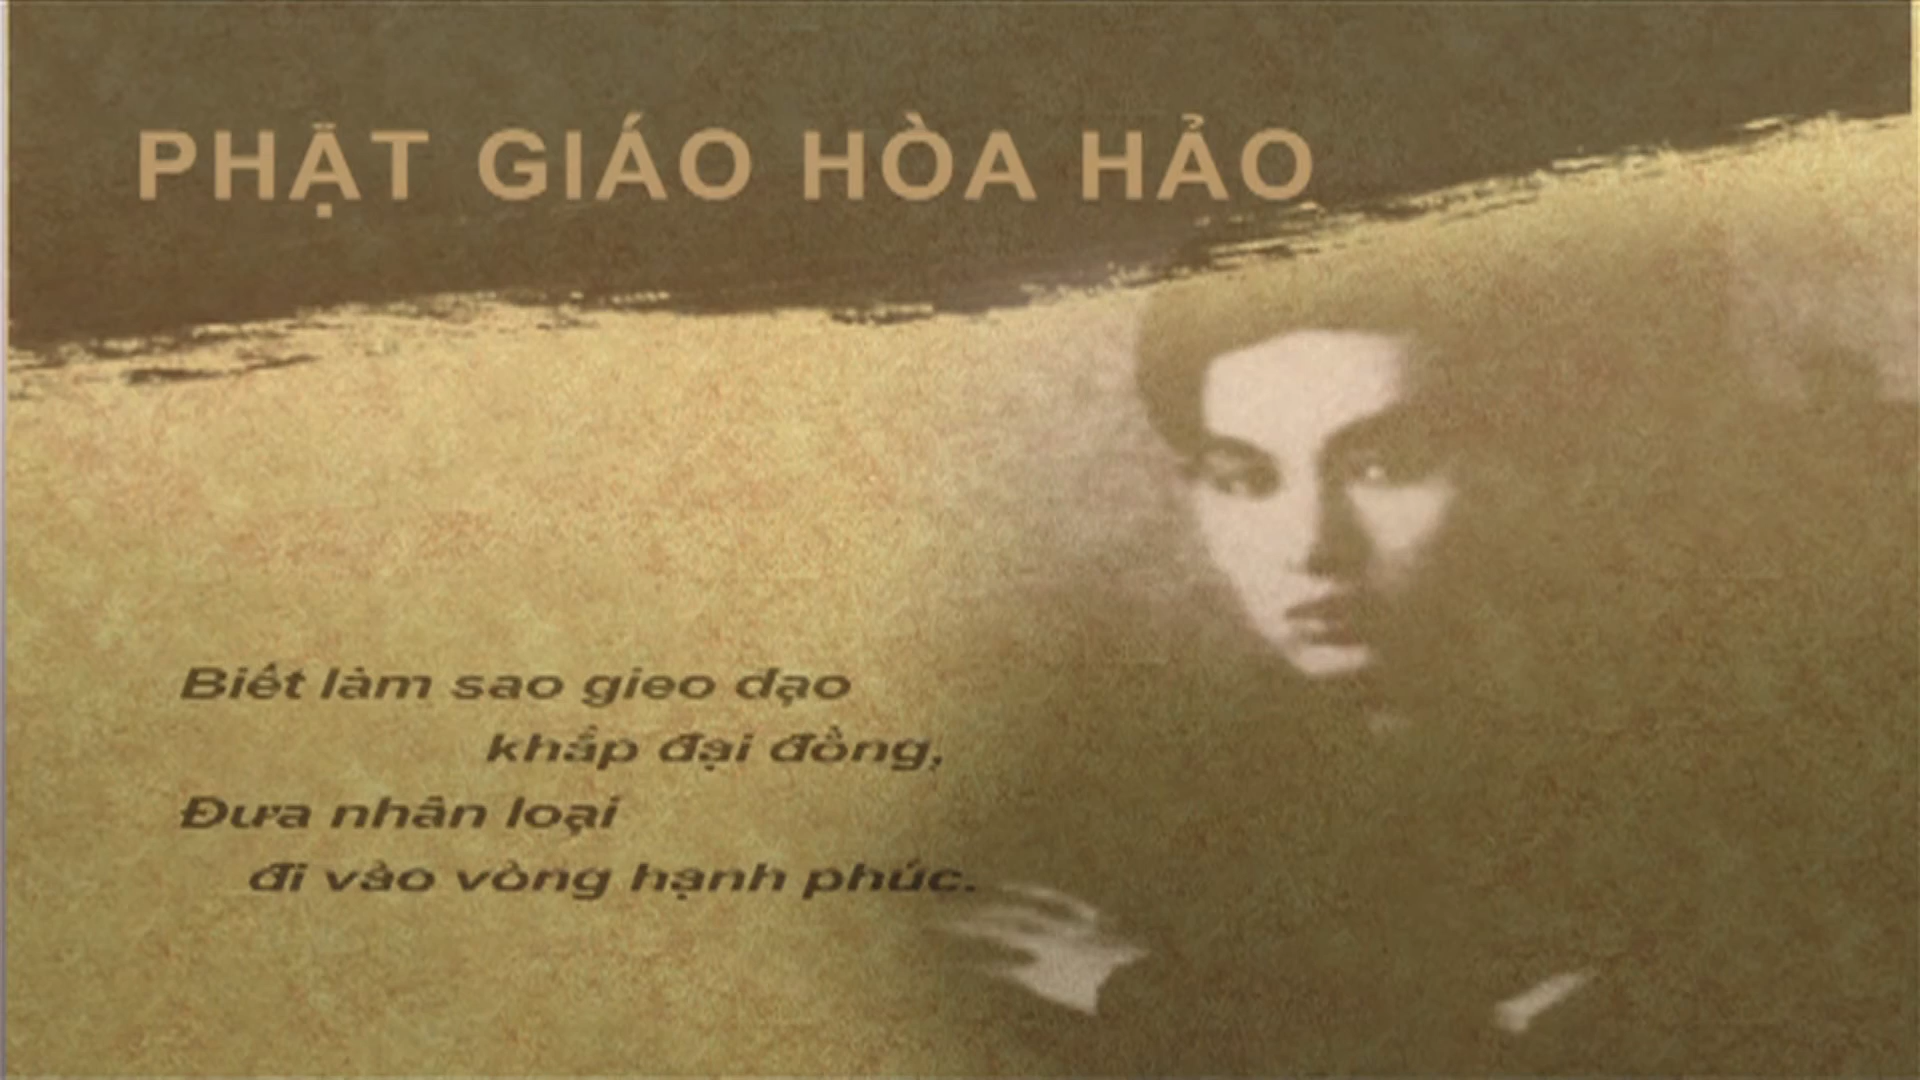 PHẬT GIÁO HÒA HẢO
Biết làm sao gieo đạo
khắp đại đồng,
Đưa nhân loại
đi vào vòng hạnh phúc.